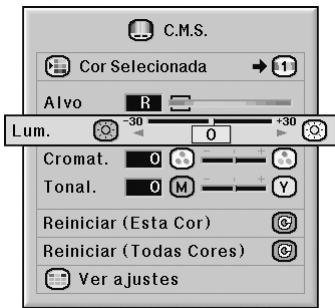 C.M.S.
Cor Selecionada 1
Alvo R
Lum. -30 0 +30
Cromat. 0
Tonal. 0 M Y
Reiniciar (Esta Cor)
Reiniciar (Todas Cores)
Ver ajustes